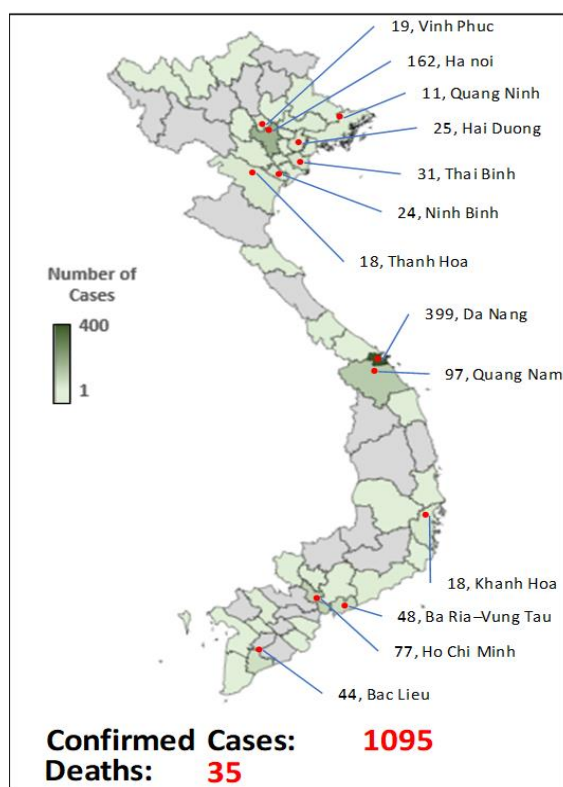 19, Vinh Phuc
162, Ha noi
11, Quang Ninh
25, Hai Duong
31, Thai Binh
24, Ninh Binh
18, Thanh Hoa
Number of
Cases
400
1
399, Da Nang
97, Quang Nam
18, Khanh Hoa
48, Ba Ria–Vung Tau
77, Ho Chi Minh
44, Bac Lieu
Confirmed Cases: 1095
Deaths: 35